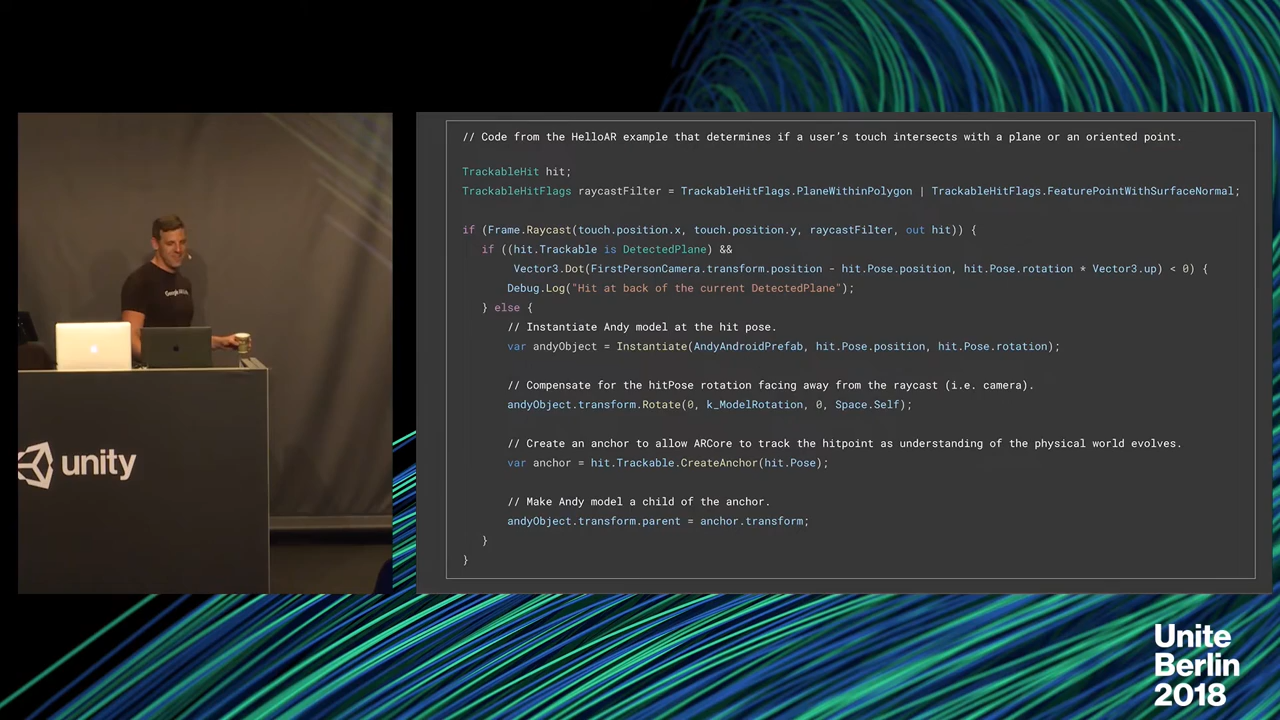 // Code from the HelloAR example that determines if a user's touch intersects with a plane or an oriented point.
TrackableHit hit;
TrackableHitFlags raycastFilter = TrackableHitFlags.PlaneWithinPolygon | TrackableHitFlags.FeaturePointWithSurfaceNormal;
if (Frame.Raycast(touch.position.x, touch.position.y, raycastFilter, out hit)) {
if ((hit.Trackable is DetectedPlane) &&
Vector3.Dot(FirstPersonCamera.transform.position - hit.Pose.position, hit.Pose.rotation * Vector3.up) < 0) {
Debug.Log("Hit at back of the current DetectedPlane");
} else {
// Instantiate Andy model at the hit pose.
var andyObject = Instantiate(AndyAndroidPrefab, hit.Pose.position, hit.Pose.rotation);
// Compensate for the hitPose rotation facing away from the raycast (i.e. camera).
andyObject.transform.Rotate(0, k_ModelRotation, 0, Space.Self);
// Create an anchor to allow ARCore to track the hitpoint as understanding of the physical world evolves.
var anchor = hit.Trackable.CreateAnchor(hit.Pose);
// Make Andy model a child of the anchor.
andyObject.transform.parent = anchor.transform;
}
}
unity
Unite
Berlin
2018